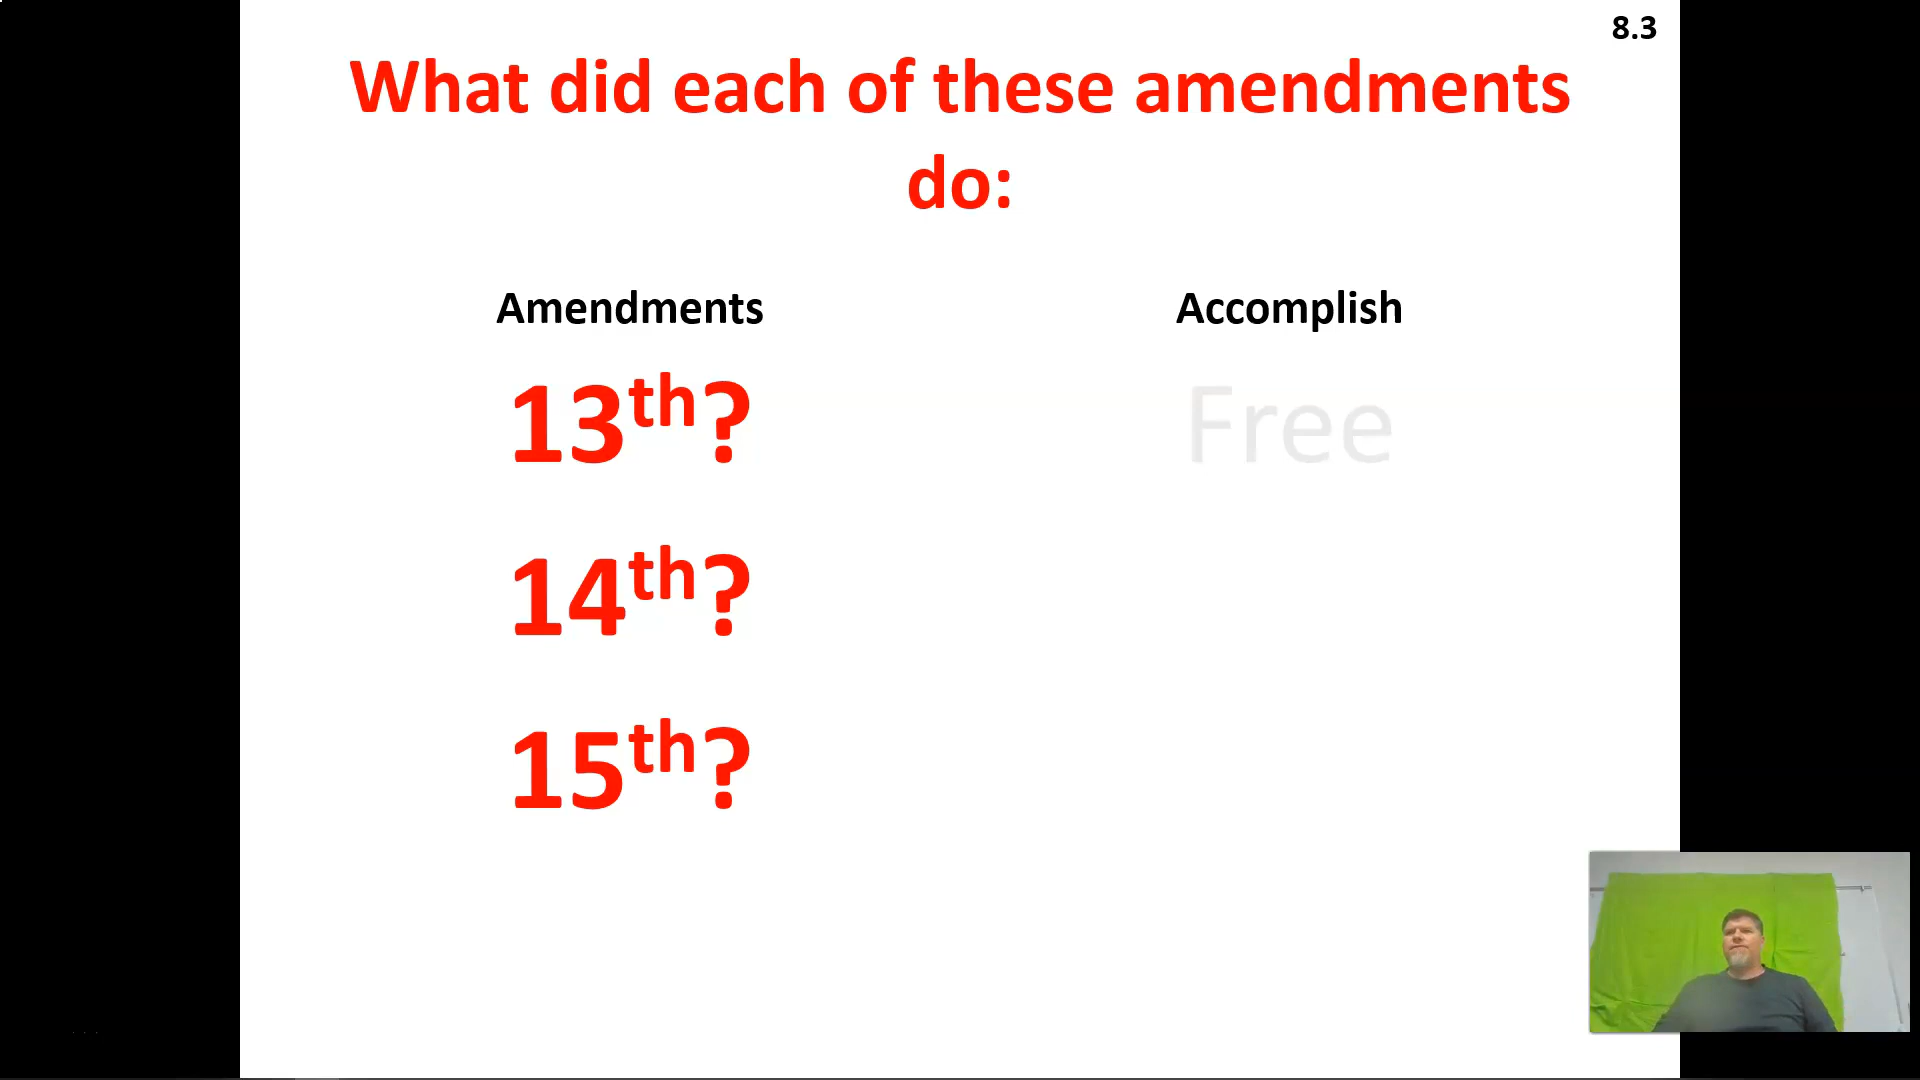 8.3
What did each of these amendments
do:
Amendments
Accomplish
13th?
Free
14th?
15th?